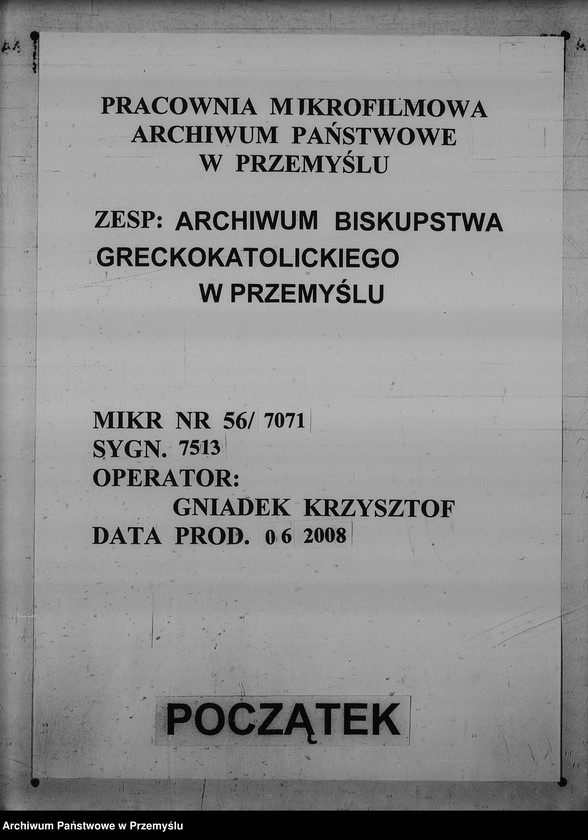 PRACOWNIA MIKROFILMOWA
ARCHIWUM PAŃSTWOWE
W PRZEMYŚLU
ZESP: ARCHIWUM BISKUPSTWA
GRECKOKATOLICKIEGO
W PRZEMYŚLU
MIKR NR 56/ 7071
SYGN. 7513
OPERATOR:
GNIADEK KRZYSZTOF
DATA PROD. 06 2008
POCZĄTEK
Archiwum Państwowe w Przemyślu